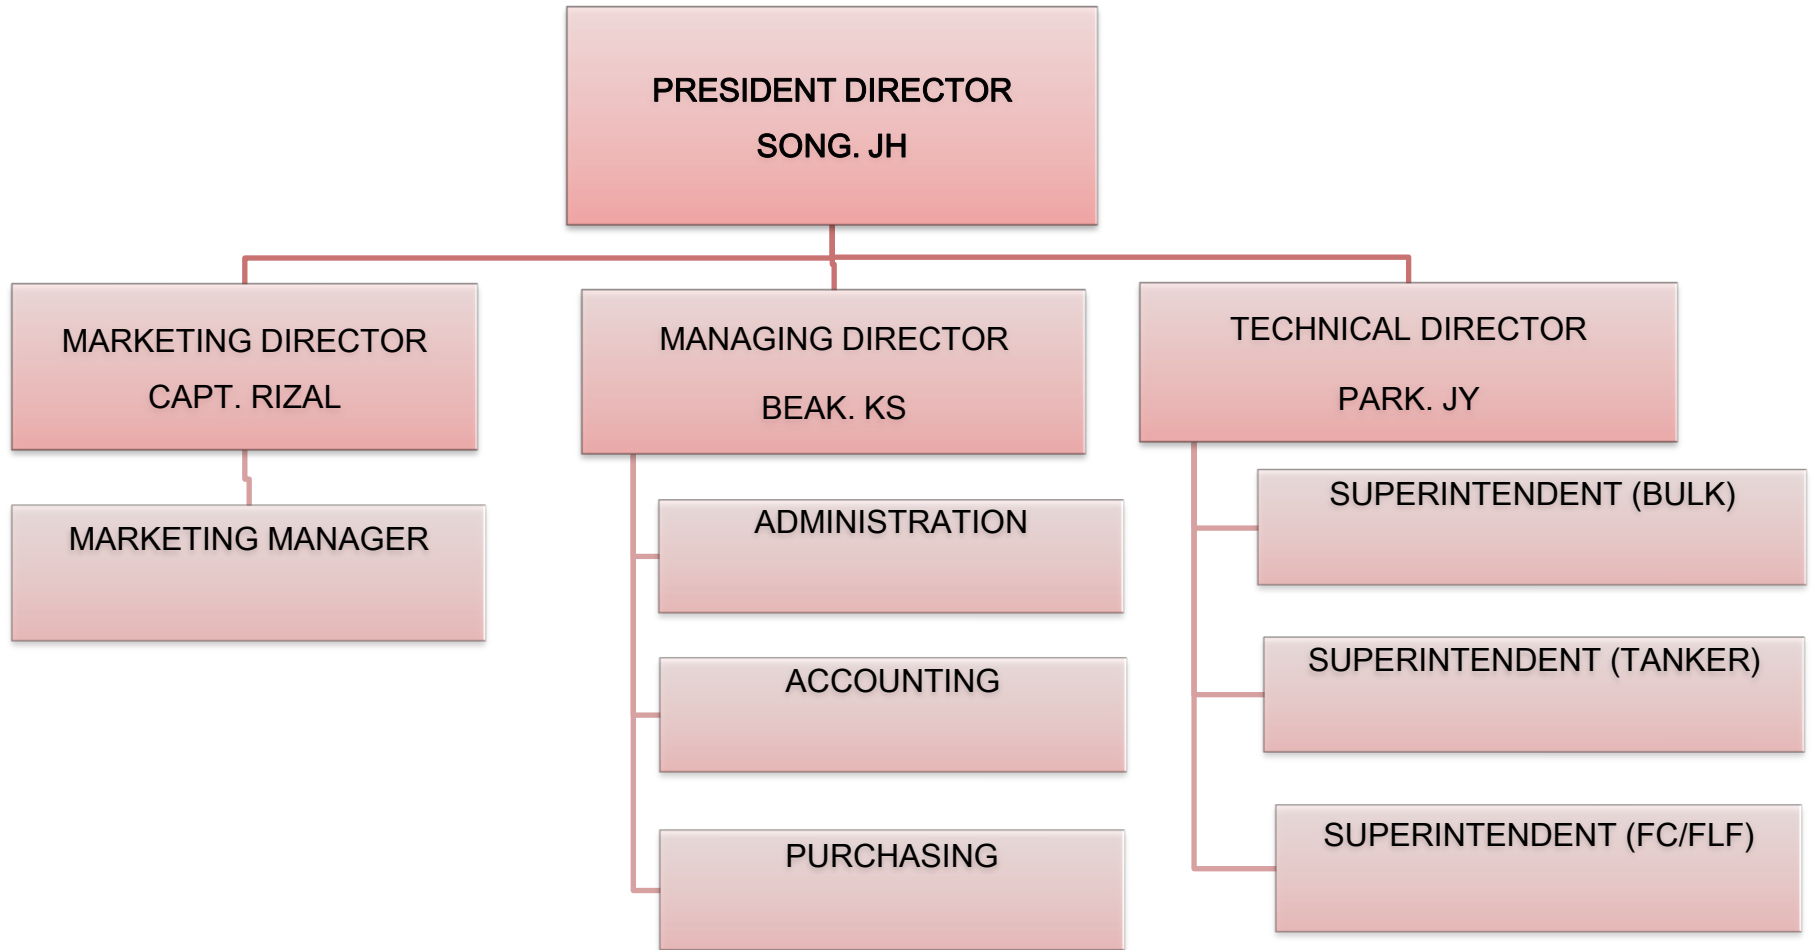 PRESIDENT DIRECTOR
SONG. JH
MARKETING DIRECTOR
CAPT. RIZAL
MANAGING DIRECTOR
BEAK. KS
TECHNICAL DIRECTOR
PARK. JY
MARKETING MANAGER
ADMINISTRATION
ACCOUNTING
PURCHASING
SUPERINTENDENT (BULK)
SUPERINTENDENT (TANKER)
SUPERINTENDENT (FC/FLF)